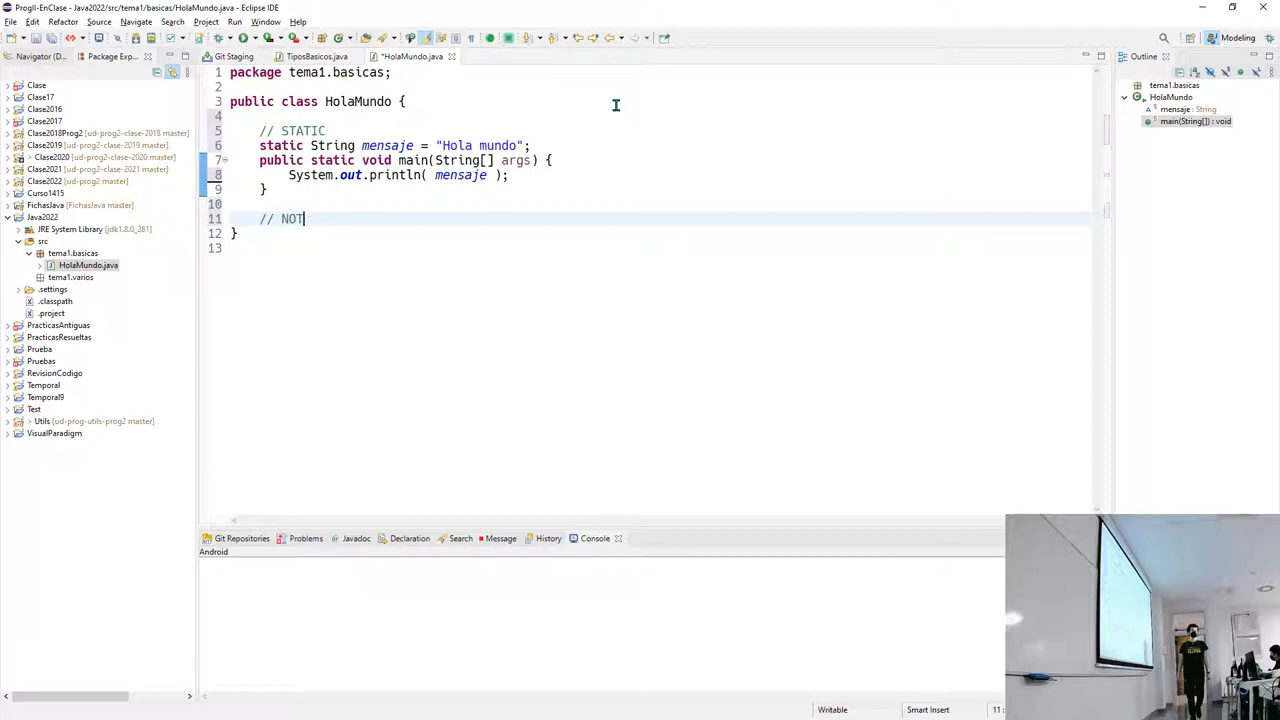 ProgII-EnClase - Java2022/src/tema1/basicas/HolaMundo.java - Eclipse IDE
File Edit Refactor Source Navigate Search Project Run Window Help
Modeling
Navigator (D... Package Exp...
Git Staging TiposBasicos.java *HolaMundo.java
Outline
Clase
Clase17
Clase2016
Clase2017
Clase2018Prog2 [ud-prog2-clase-2018 master]
Clase2019 [ud-prog2-clase-2019 master]
> Clase2020 [ud-prog2-clase-2020 master]
Clase2021 [ud-prog2-clase-2021 master]
Clase2022 [ud-prog2 master]
Curso1415
FichasJava [ud-fichasjava master]
Java2022
JRE System Library [jdk1.8.0_281]
src
tema1.basicas
HolaMundo.java
tema1.varios
.settings
.classpath
.project
PracticasAntiguas
PracticasResueltas
Prueba
Pruebas
RevisionCodigo
Temporal
Temporal9
Test
> Utils [ud-prog-utils-prog2 master]
VisualParadigm
1 package tema1.basicas;
2
3 public class HolaMundo {
4
5 // STATIC
6 static String mensaje = "Hola mundo";
7 public static void main(String[] args) {
8 System.out.println( mensaje );
9 }
10
11 // NOT
12 }
13
tema1.basicas
HolaMundo
mensaje : String
main(String[]) : void
Git Repositories Problems Javadoc Declaration Search Message History Console
Android
Writable Smart Insert 11 :